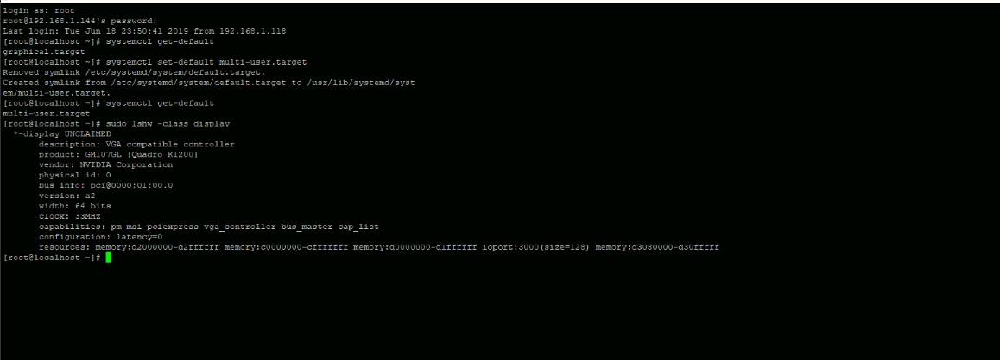 login as: root
root@192.168.1.144's password:
Last login: Tue Jun 18 23:50:41 2019 from 192.168.1.118
[root@localhost ~]# systemctl get-default
graphical.target
[root@localhost ~]# systemctl set-default multi-user.target
Removed symlink /etc/systemd/system/default.target.
Created symlink from /etc/systemd/system/default.target to /usr/lib/systemd/syst
em/multi-user.target.
[root@localhost ~]# systemctl get-default
multi-user.target
[root@localhost ~]# sudo lshw -class display
*-display UNCLAIMED
description: VGA compatible controller
product: GM107GL [Quadro K1200]
vendor: NVIDIA Corporation
physical id: 0
bus info: pci@0000:01:00.0
version: a2
width: 64 bits
clock: 33MHz
capabilities: pm msi pciexpress vga_controller bus_master cap_list
configuration: latency=0
resources: memory:d2000000-d2ffffff memory:c0000000-cfffffff memory:d0000000-d1ffffff ioport:3000(size=128) memory:d3080000-d30fffff
[root@localhost ~]#